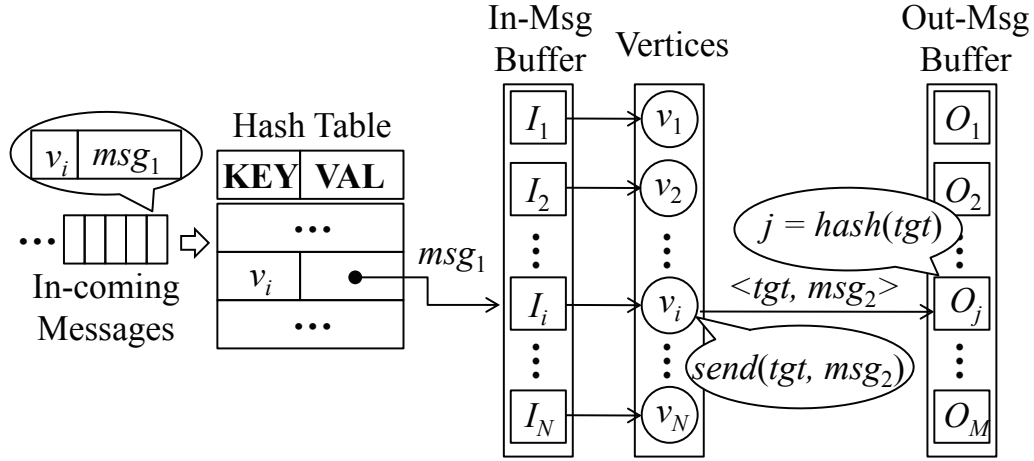 In-Msg
Buffer
Vertices
Out-Msg
Buffer
v_i msg_1
Hash Table
KEY VAL
...
v_i
...
... 
In-coming
Messages
msg_1
I_1
I_2
...
I_i
...
I_N
v_1
v_2
...
v_i
...
v_N
send(tgt, msg_2)
<tgt, msg_2>
j = hash(tgt)
O_1
O_2
...
O_j
...
O_M